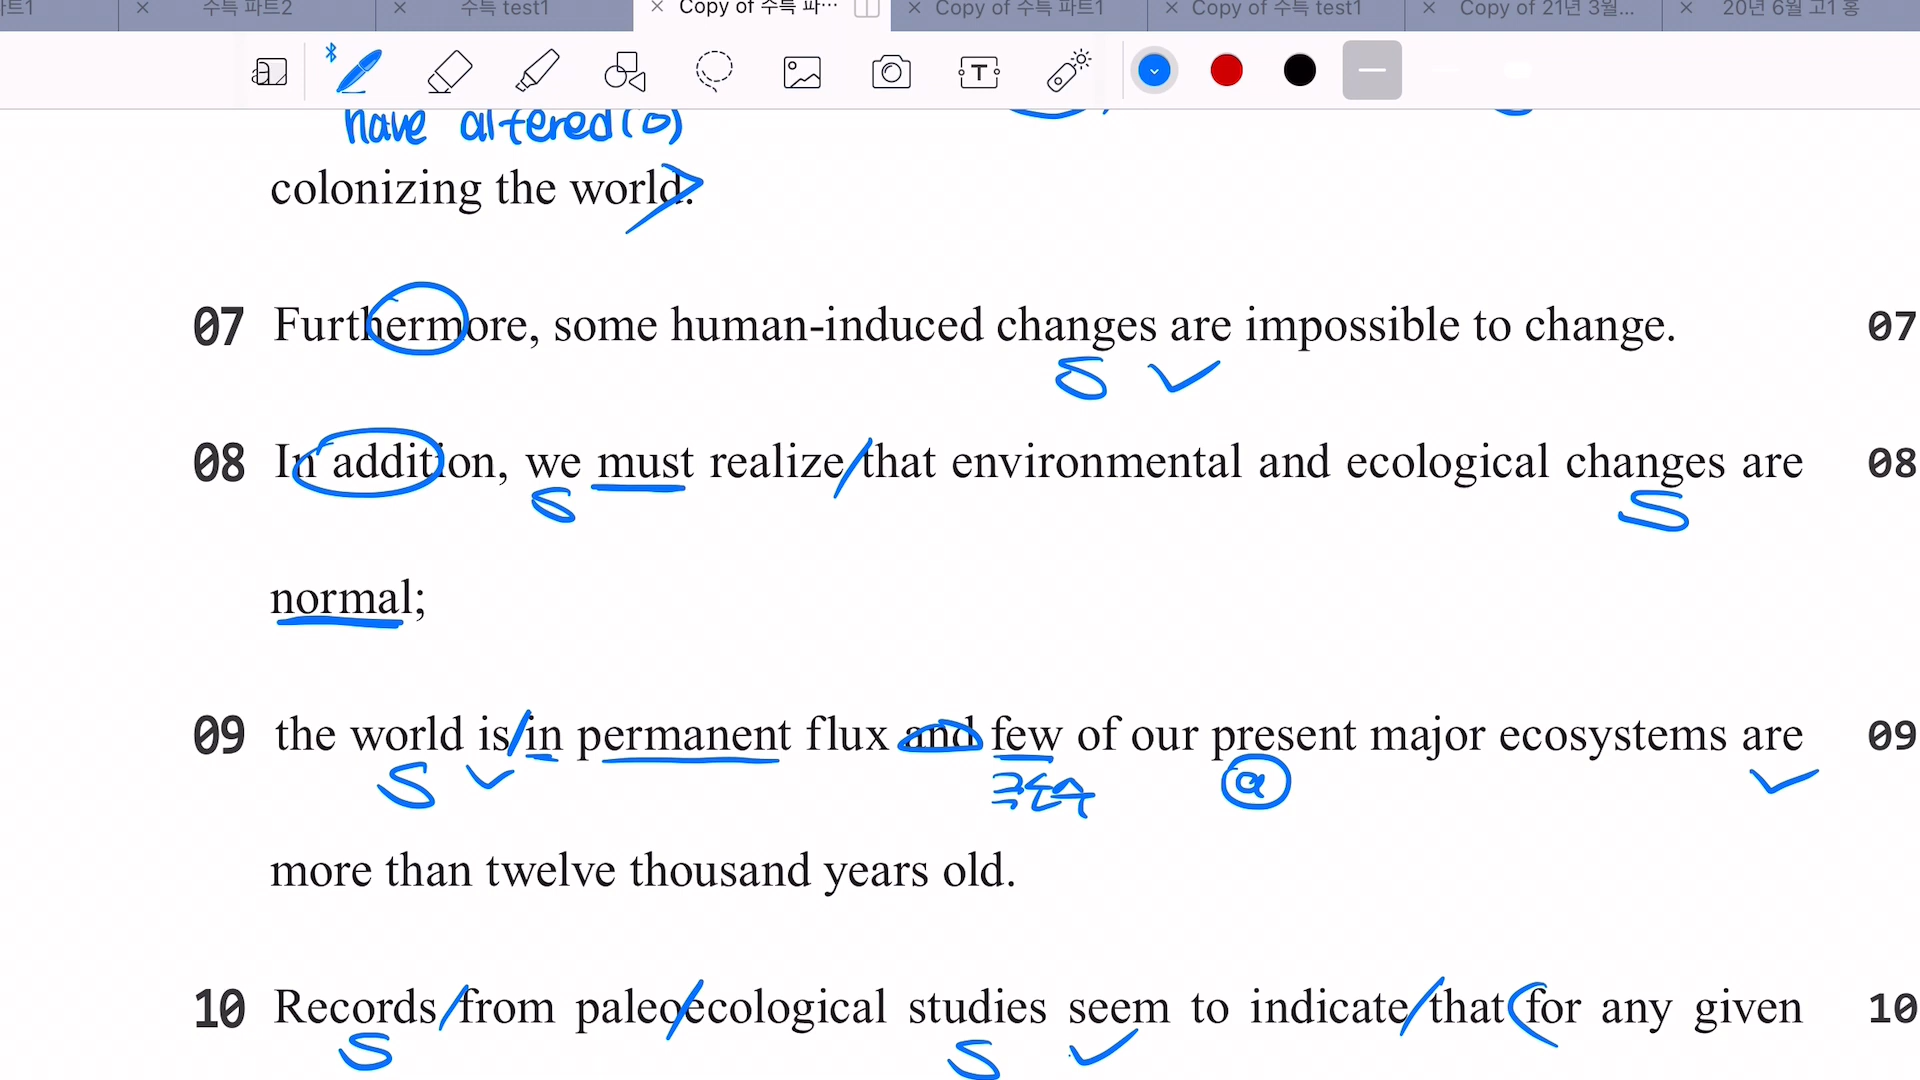 파트1 × 수특 파트2 × 수특 test1 × Copy of 수특 파… × Copy of 수특 파트1 × Copy of 수특 test1 × Copy of 21년 3월... × 20년 6월 고1 홍
T
have altered(o)
colonizing the world.
07 Furthermore, some human-induced changes are impossible to change. 07
S
08 In addition, we must realize that environmental and ecological changes are 08
S S
normal;
09 the world is in permanent flux and few of our present major ecosystems are 09
S ⓐ
more than twelve thousand years old.
10 Records from paleoecological studies seem to indicate that for any given 10
S S